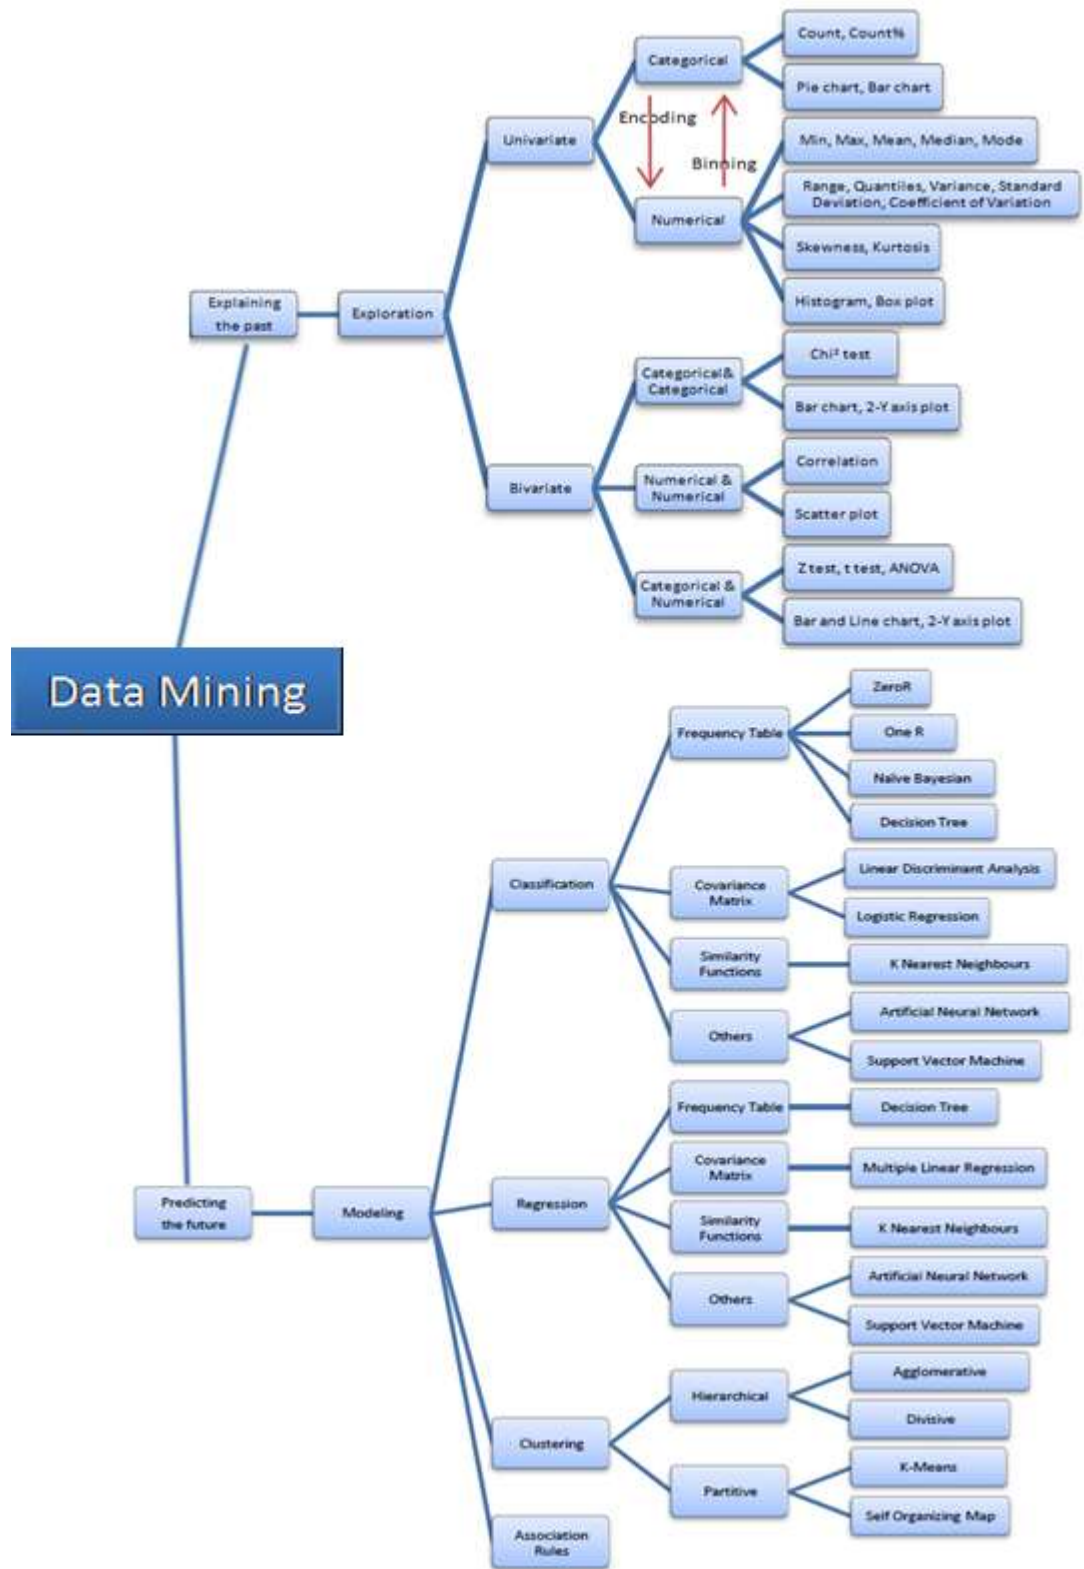 Count, Count%
Categorical
Pie chart, Bar chart
Encoding
Univariate
Min, Max, Mean, Median, Mode
Binning
Range, Quantiles, Variance, Standard
Deviation, Coefficient of Variation
Numerical
Skewness, Kurtosis
Explaining
the past
Exploration
Histogram, Box plot
Chi² test
Categorical&
Categorical
Bar chart, 2-Y axis plot
Correlation
Bivariate
Numerical &
Numerical
Scatter plot
Z test, t test, ANOVA
Categorical &
Numerical
Bar and Line chart, 2-Y axis plot
Data Mining
ZeroR
Frequency Table
One R
Naïve Bayesian
Decision Tree
Classification
Linear Discriminant Analysis
Covariance
Matrix
Logistic Regression
Similarity
Functions
K Nearest Neighbours
Artificial Neural Network
Others
Support Vector Machine
Frequency Table
Decision Tree
Covariance
Matrix
Multiple Linear Regression
Predicting
the future
Modeling
Regression
Similarity
Functions
K Nearest Neighbours
Artificial Neural Network
Others
Support Vector Machine
Agglomerative
Hierarchical
Divisive
Clustering
K-Means
Partitive
Self Organizing Map
Association
Rules